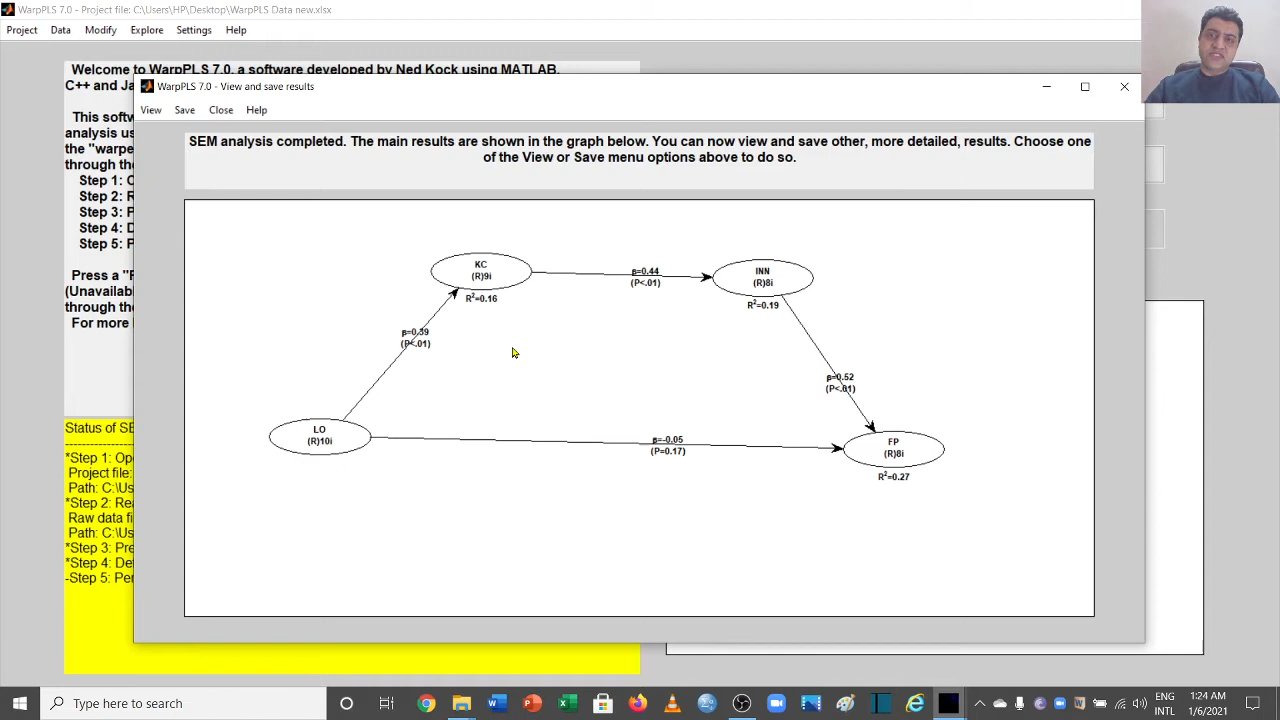 WarpPLS 7.0 - Project file: C:\Users\HP\Desktop\WarpPLS Data new.xlsx
Project Data Modify Explore Settings Help
Welcome to WarpPLS 7.0, a software developed by Ned Kock using MATLAB,
C++ and Ja
This softw
analysis us
the "warpe
through the
Step 1: O
Step 2: R
Step 3: P
Step 4: D
Step 5: P
Press a "P
(Unavailab
through the
For more
WarpPLS 7.0 - View and save results
View Save Close Help
SEM analysis completed. The main results are shown in the graph below. You can now view and save other, more detailed, results. Choose one
of the View or Save menu options above to do so.
KC
(R)9i
R²=0.16
β=0.44
(P<.01)
INN
(R)8i
R²=0.19
β=0.39
(P<.01)
β=0.52
(P<.01)
LO
(R)10i
β=-0.05
(P=0.17)
FP
(R)8i
R²=0.27
Status of SE
*Step 1: Ope
Project file:
Path: C:\Us
*Step 2: Rea
Raw data fi
Path: C:\Us
*Step 3: Pre
*Step 4: Def
-Step 5: Per
Type here to search
ENG
INTL
1:24 AM
1/6/2021